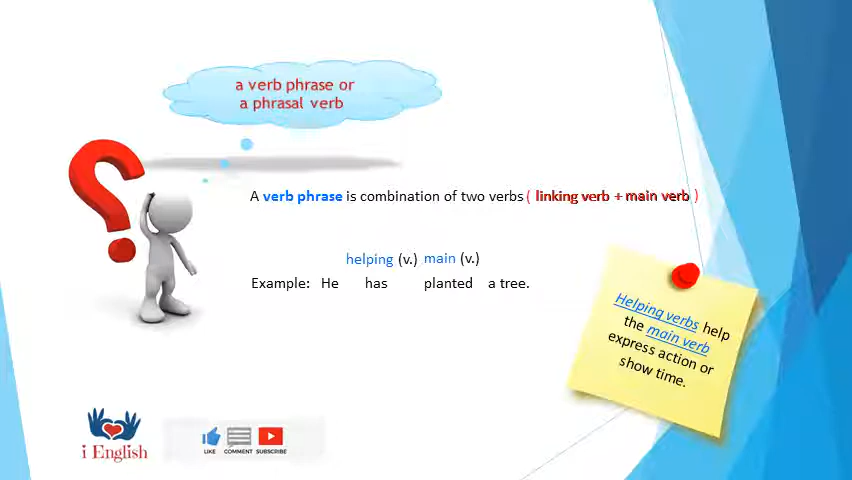 a verb phrase or
a phrasal verb
A verb phrase is combination of two verbs ( linking verb + main verb )
helping (v.) main (v.)
Example: He has planted a tree.
Helping verbs help
the main verb
express action or
show time.
i English
LIKE COMMENT SUBSCRIBE